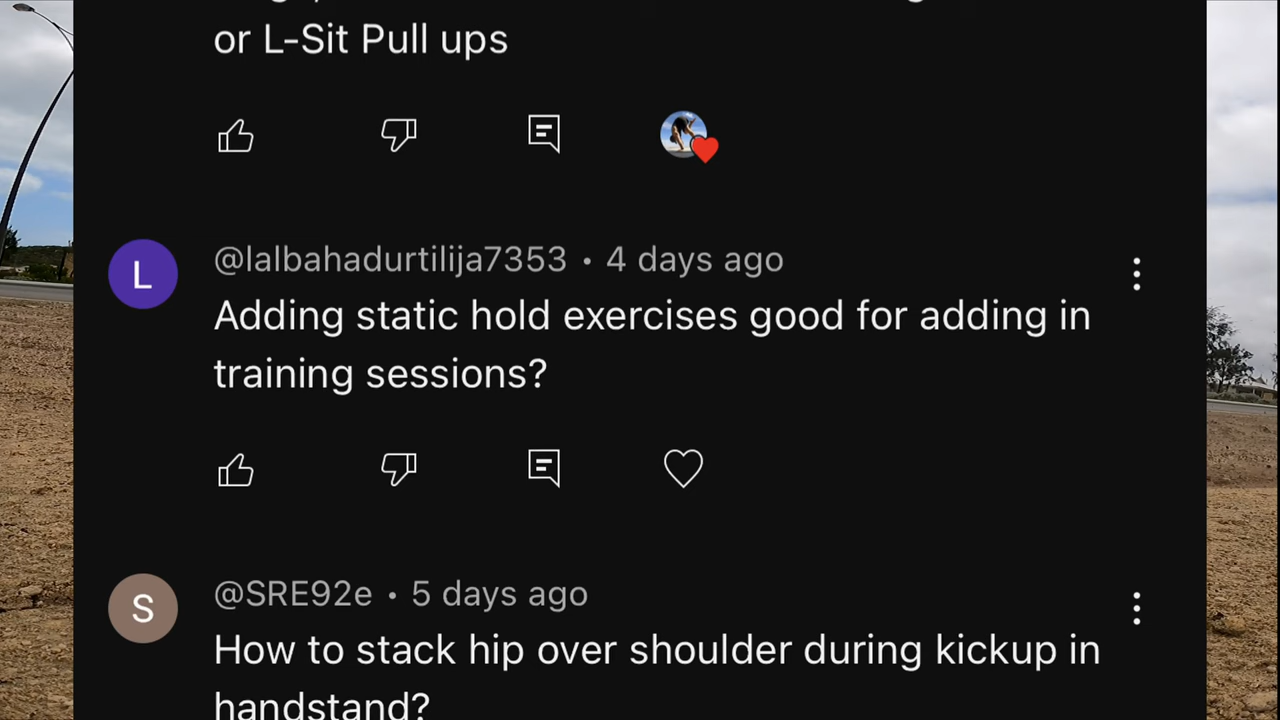 or L-Sit Pull ups
L
@lalbahadurtilija7353 • 4 days ago
Adding static hold exercises good for adding in
training sessions?
S
@SRE92e • 5 days ago
How to stack hip over shoulder during kickup in
handstand?